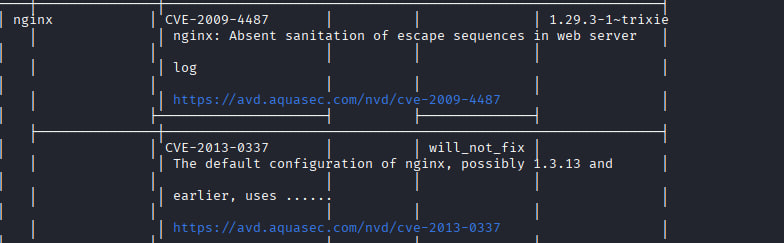 nginx CVE-2009-4487 1.29.3-1~trixie
nginx: Absent sanitation of escape sequences in web server
log
https://avd.aquasec.com/nvd/cve-2009-4487
CVE-2013-0337 will_not_fix
The default configuration of nginx, possibly 1.3.13 and
earlier, uses ......
https://avd.aquasec.com/nvd/cve-2013-0337